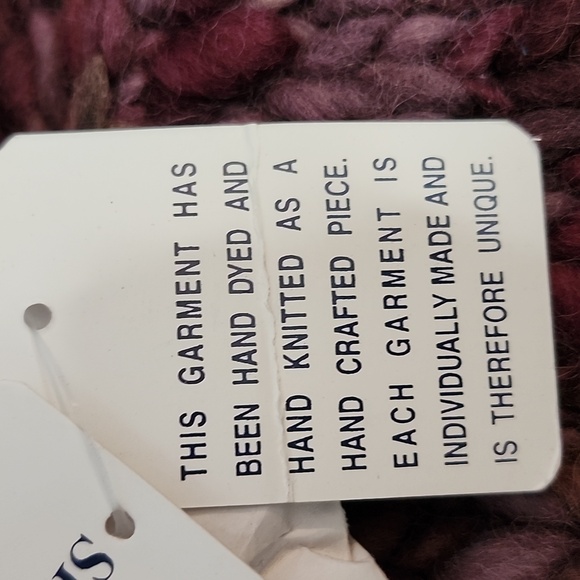 THIS GARMENT HAS
BEEN HAND DYED AND
HAND KNITTED AS A
HAND CRAFTED PIECE.
EACH GARMENT IS
INDIVIDUALLY MADE AND
IS THEREFORE UNIQUE.